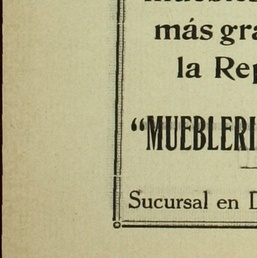 más gra
la Rep
"MUEBLERI
Sucursal en D